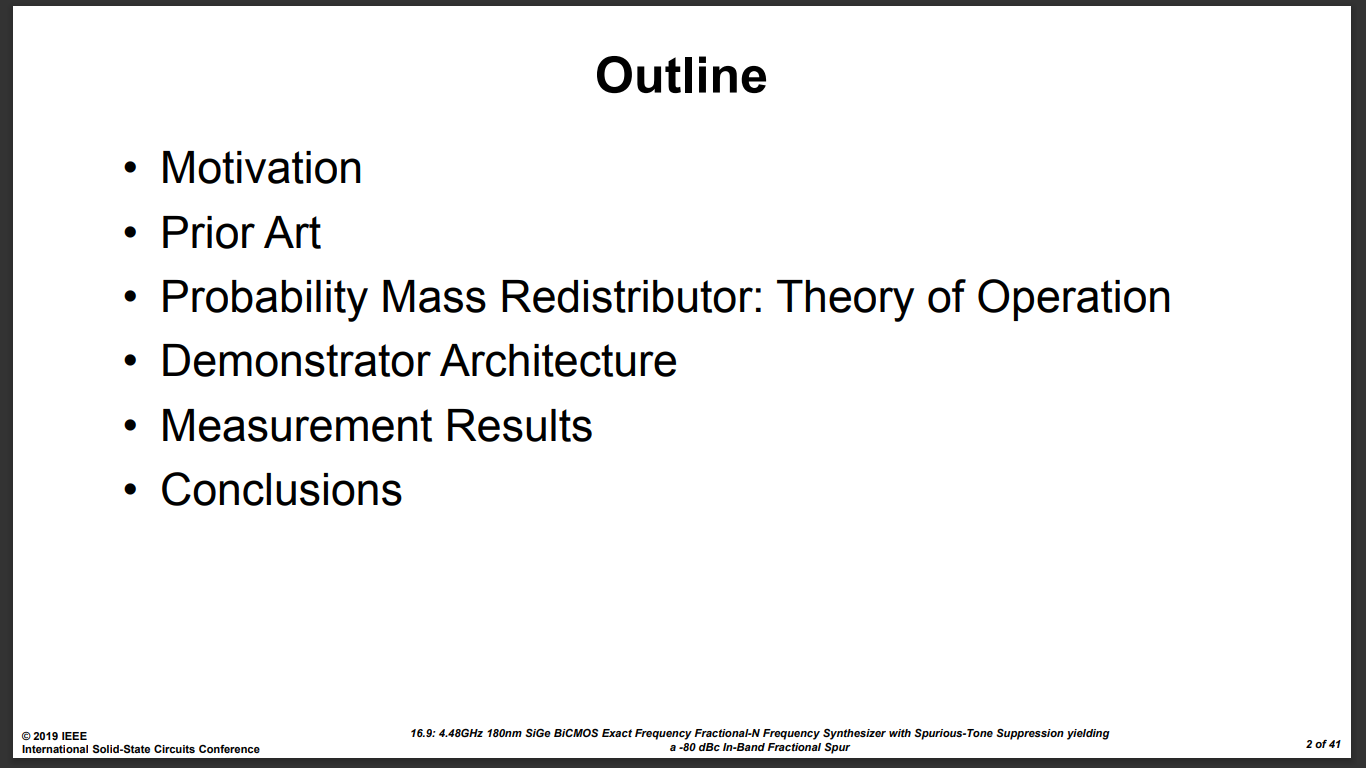 Outline
• Motivation
• Prior Art
• Probability Mass Redistributor: Theory of Operation
• Demonstrator Architecture
• Measurement Results
• Conclusions
© 2019 IEEE
International Solid-State Circuits Conference
16.9: 4.48GHz 180nm SiGe BiCMOS Exact Frequency Fractional-N Frequency Synthesizer with Spurious-Tone Suppression yielding
a -80 dBc In-Band Fractional Spur
2 of 41